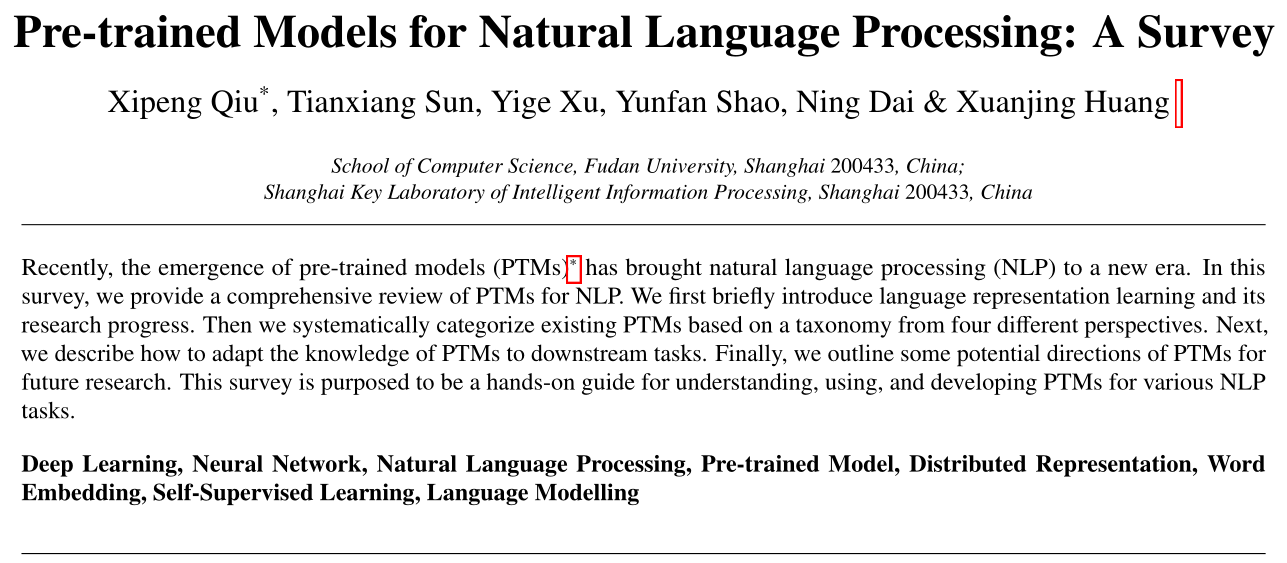 Pre-trained Models for Natural Language Processing: A Survey
Xipeng Qiu*, Tianxiang Sun, Yige Xu, Yunfan Shao, Ning Dai & Xuanjing Huang
School of Computer Science, Fudan University, Shanghai 200433, China;
Shanghai Key Laboratory of Intelligent Information Processing, Shanghai 200433, China
Recently, the emergence of pre-trained models (PTMs)* has brought natural language processing (NLP) to a new era. In this
survey, we provide a comprehensive review of PTMs for NLP. We first briefly introduce language representation learning and its
research progress. Then we systematically categorize existing PTMs based on a taxonomy from four different perspectives. Next,
we describe how to adapt the knowledge of PTMs to downstream tasks. Finally, we outline some potential directions of PTMs for
future research. This survey is purposed to be a hands-on guide for understanding, using, and developing PTMs for various NLP
tasks.
Deep Learning, Neural Network, Natural Language Processing, Pre-trained Model, Distributed Representation, Word
Embedding, Self-Supervised Learning, Language Modelling